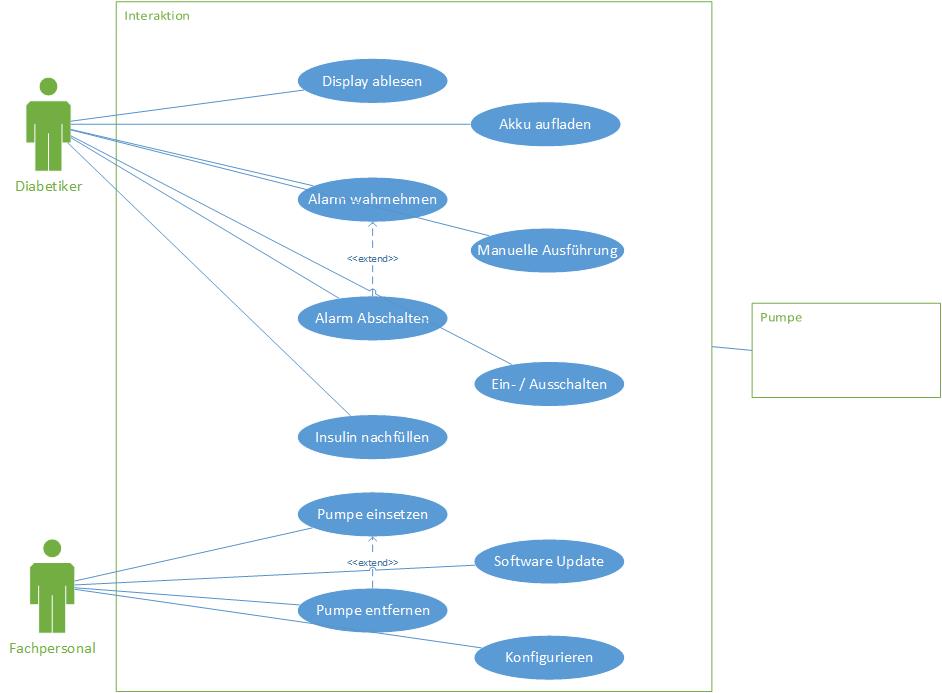 Interaktion
Display ablesen
Akku aufladen
Diabetiker
Alarm wahrnehmen
Manuelle Ausführung
<<extend>>
Alarm Abschalten
Pumpe
Ein- / Ausschalten
Insulin nachfüllen
Pumpe einsetzen
Software Update
<<extend>>
Pumpe entfernen
Fachpersonal
Konfigurieren